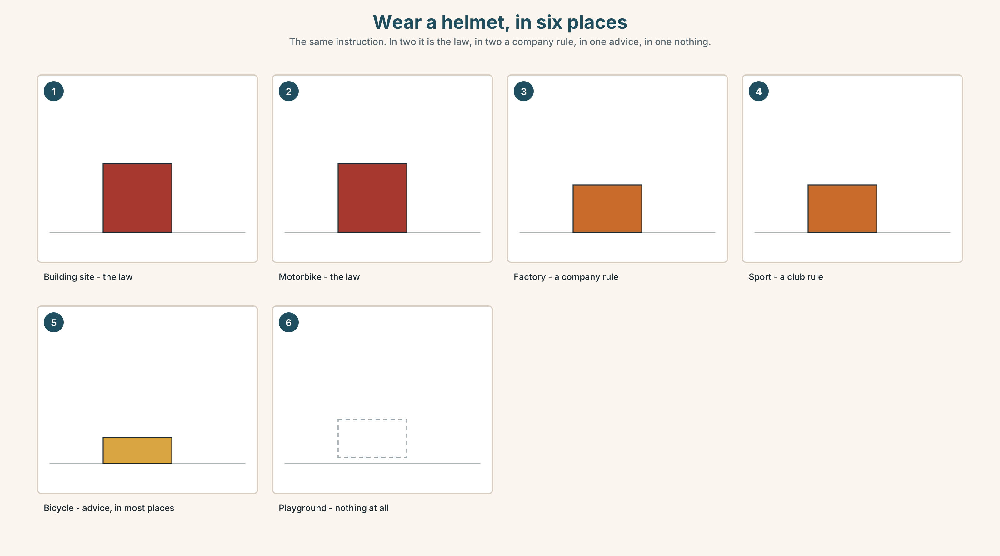 Wear a helmet, in six places
The same instruction. In two it is the law, in two a company rule, in one advice, in one nothing.
1
2
3
4
Building site - the law
Motorbike - the law
Factory - a company rule
Sport - a club rule
5
6
Bicycle - advice, in most places
Playground - nothing at all